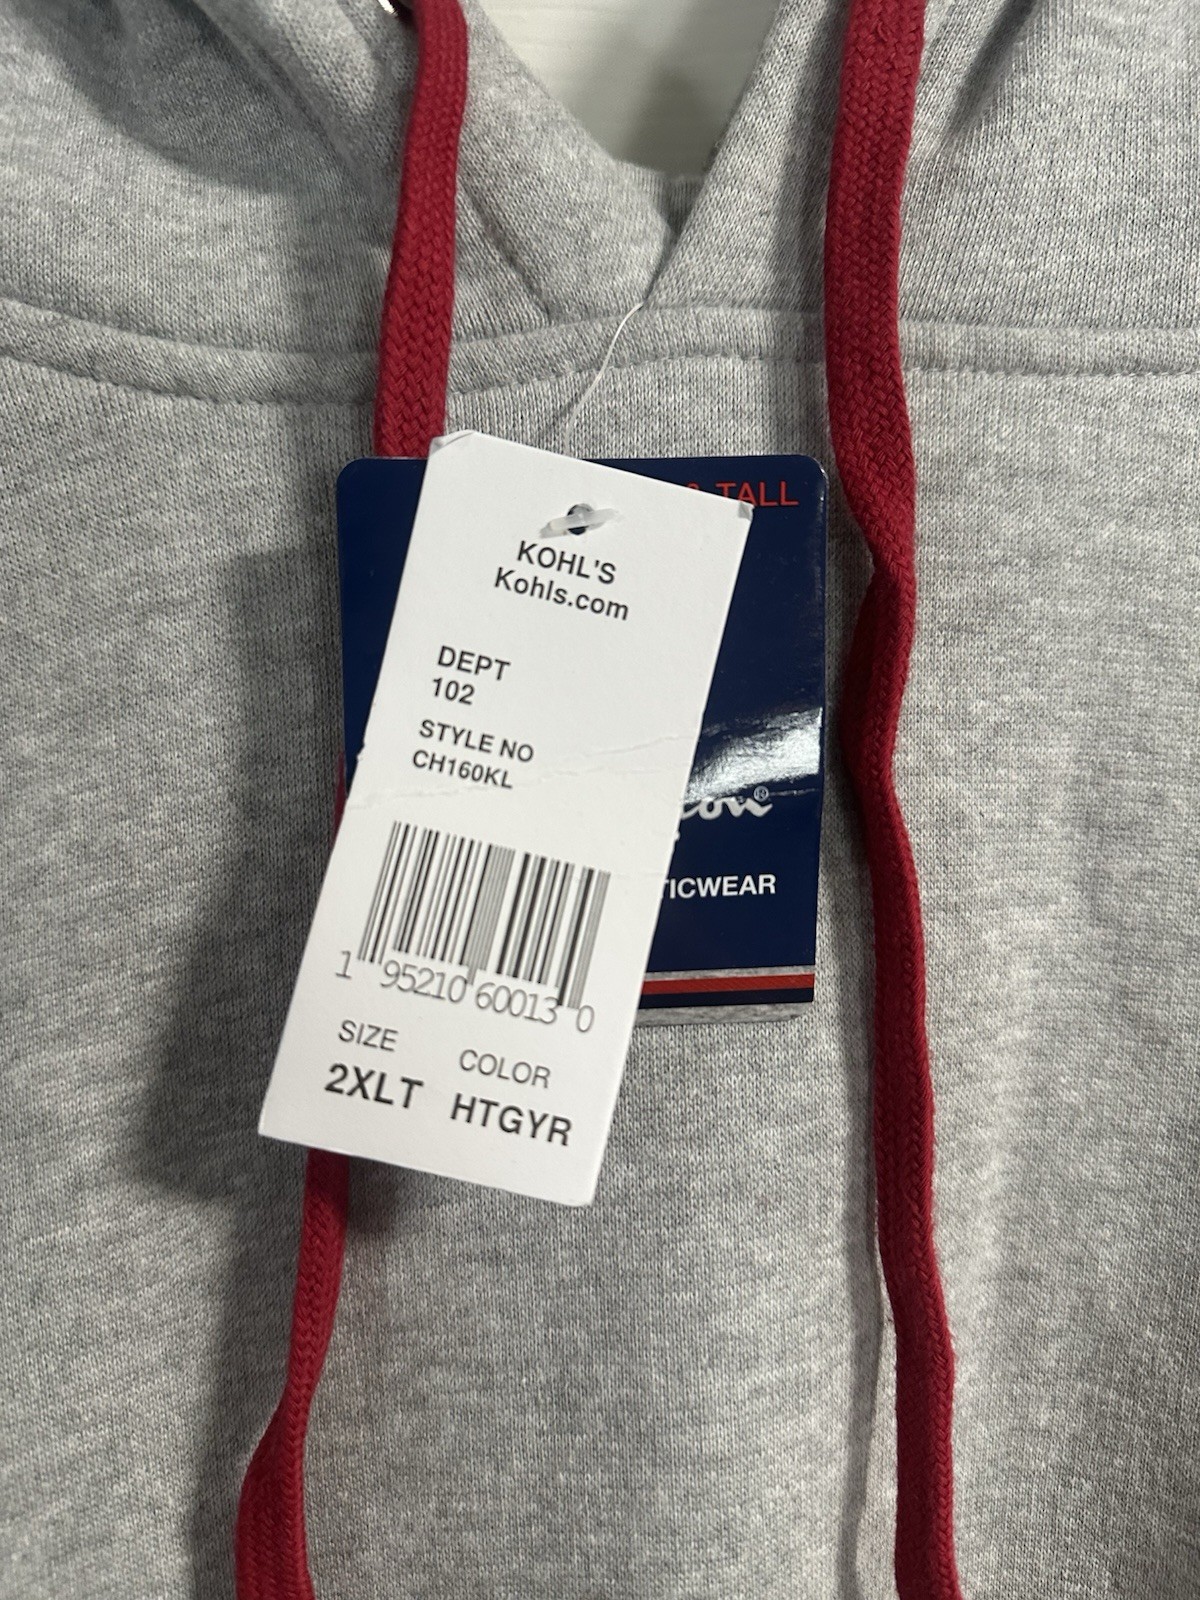 & TALL
KOHL'S
Kohls.com
DEPT
102
STYLE NO
CH160KL
TICWEAR
1 95210 60013 0
SIZE COLOR
2XLT HTGYR